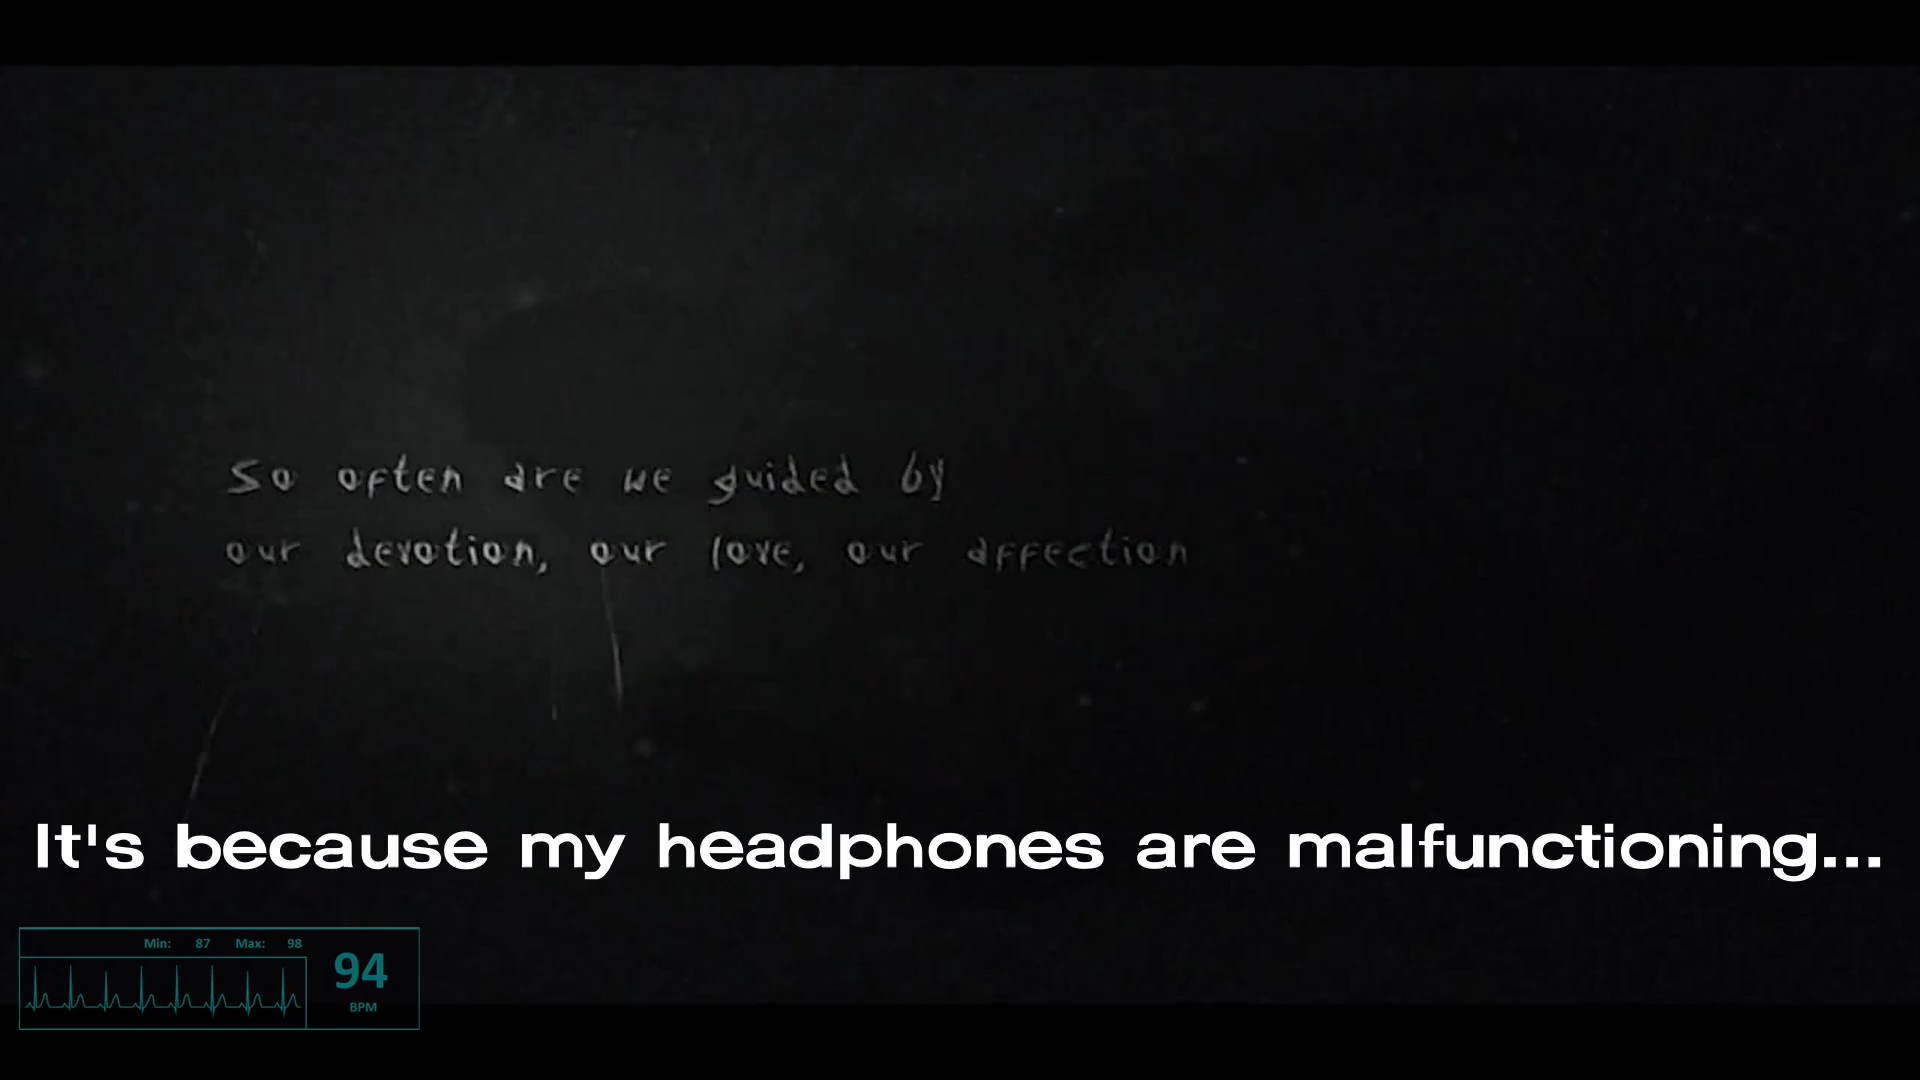 So often are we guided by
our devotion, our love, our affection
It's because my headphones are malfunctioning...
Min: 87 Max: 98
94
BPM